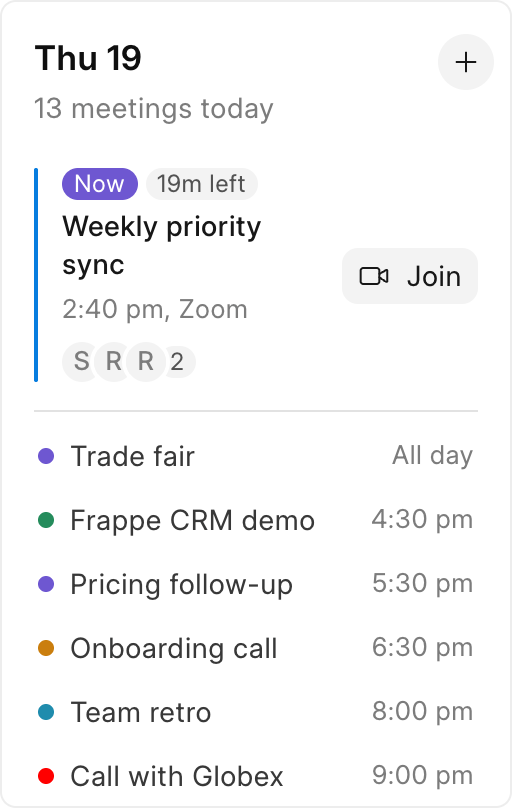 Thu 19
13 meetings today
Now 19m left
Weekly priority
sync
Join
2:40 pm, Zoom
S R R 2
Trade fair All day
Frappe CRM demo 4:30 pm
Pricing follow-up 5:30 pm
Onboarding call 6:30 pm
Team retro 8:00 pm
Call with Globex 9:00 pm